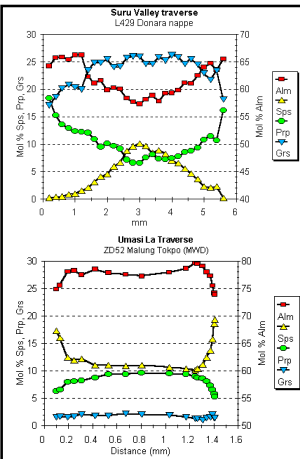 Suru Valley traverse
L429 Donara nappe
Mol % Sps, Prp, Grs
30
25
20
15
10
5
0
70
65
60
55
50
45
40
Mol % Alm
0 1 2 3 4 5 6
mm
Alm
Sps
Prp
Grs
Umasi La Traverse
ZD52 Malung Tokpo (MWD)
Mol % Sps, Prp, Grs
30
25
20
15
10
5
0
80
75
70
65
60
55
50
Mol % Alm
0 0.2 0.4 0.6 0.8 1 1.2 1.4 1.6
Distance (mm)
Alm
Sps
Prp
Grs